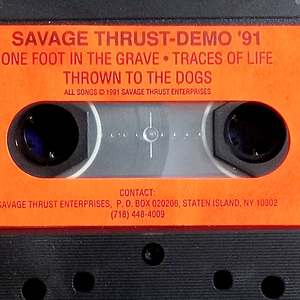 SAVAGE THRUST-DEMO '91
ONE FOOT IN THE GRAVE • TRACES OF LIFE
THROWN TO THE DOGS
ALL SONGS © 1991 SAVAGE THRUST ENTERPRISES
CONTACT:
SAVAGE THRUST ENTERPRISES, P. O. BOX 020206, STATEN ISLAND, NY 10302
(718) 448-4009